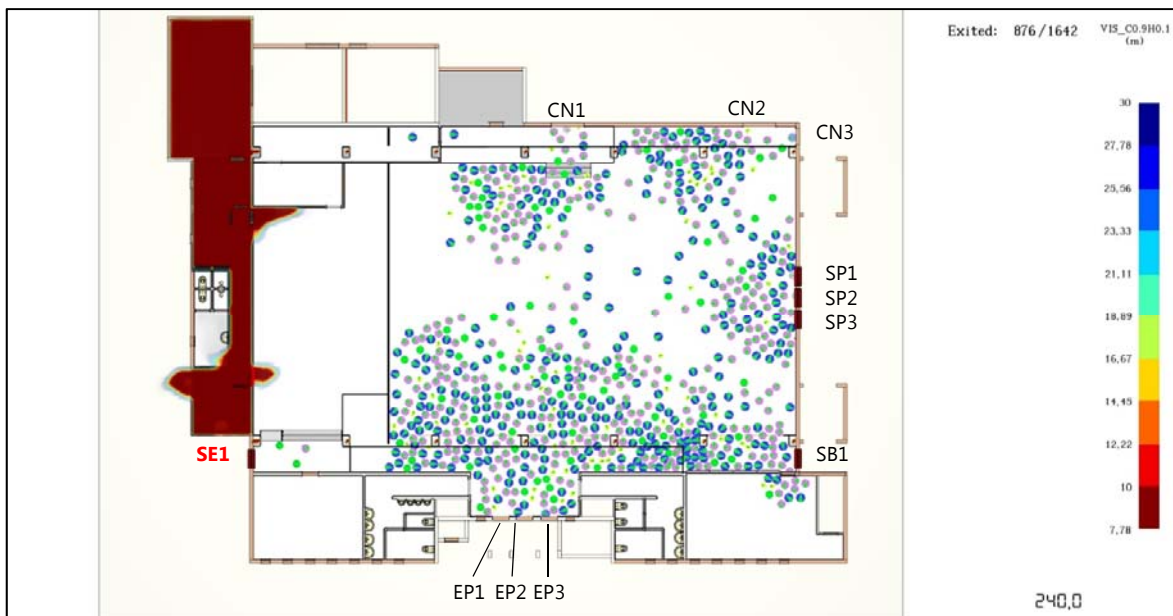 Exited: 876/1642
VIS_C0.9H0.1
(m)
30
27,78
25,56
23,33
21,11
18,89
16,67
14,45
12,22
10
7,78
CN1
CN2
CN3
SP1
SP2
SP3
SE1
SB1
EP1 EP2 EP3
240,0